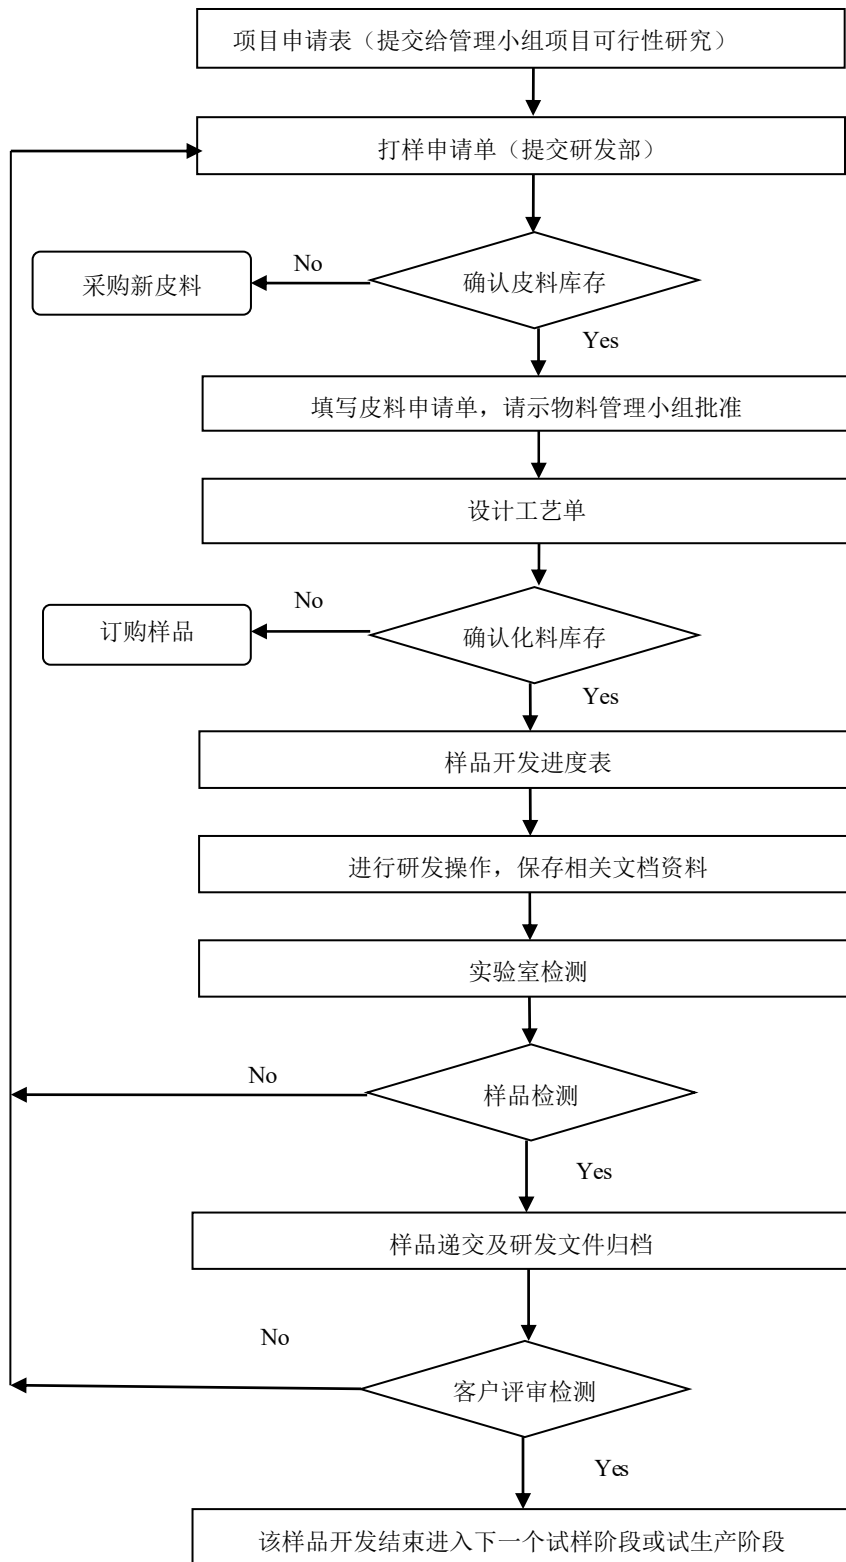 项目申请表（提交给管理小组项目可行性研究）
打样申请单（提交研发部）
No
采购新皮料
确认皮料库存
Yes
填写皮料申请单，请示物料管理小组批准
设计工艺单
No
订购样品
确认化料库存
Yes
样品开发进度表
进行研发操作，保存相关文档资料
实验室检测
No
样品检测
Yes
样品递交及研发文件归档
No
客户评审检测
Yes
该样品开发结束进入下一个试样阶段或试生产阶段